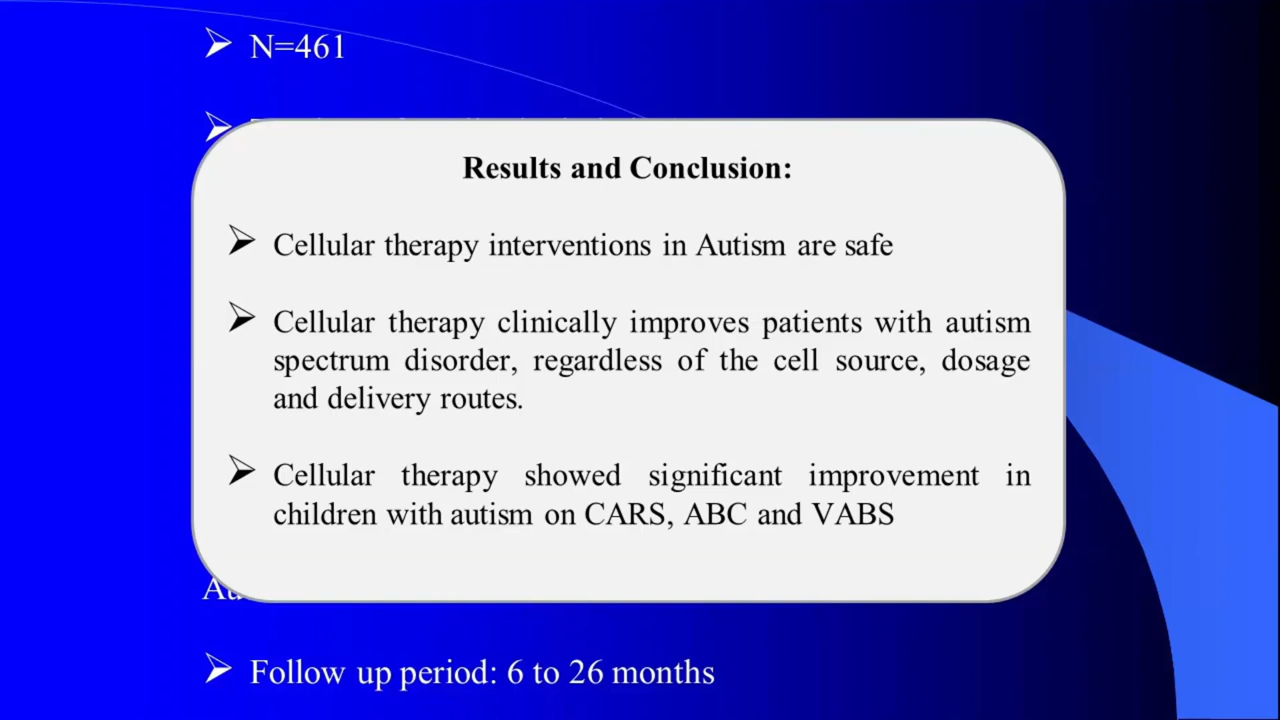 N=461
Results and Conclusion:
Cellular therapy interventions in Autism are safe
Cellular therapy clinically improves patients with autism
spectrum disorder, regardless of the cell source, dosage
and delivery routes.
Cellular therapy showed significant improvement in
children with autism on CARS, ABC and VABS
Follow up period: 6 to 26 months